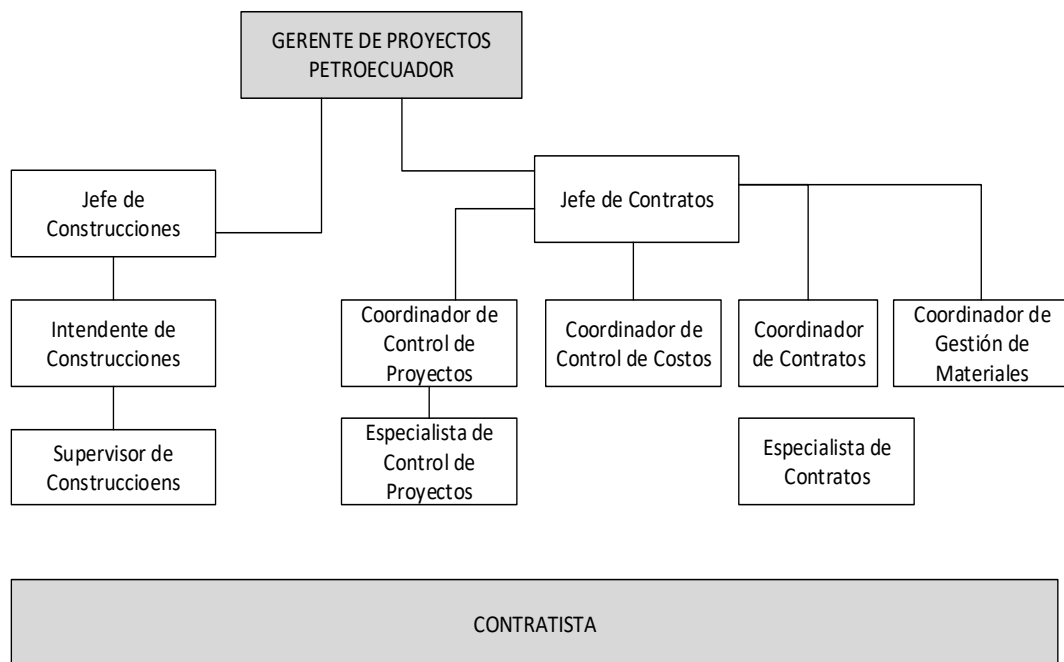 GERENTE DE PROYECTOS
PETROECUADOR
Jefe de
Construcciones
Jefe de Contratos
Intendente de
Construcciones
Coordinador de
Control de
Proyectos
Coordinador de
Control de Costos
Coordinador
de Contratos
Coordinador de
Gestión de
Materiales
Supervisor de
Construccioens
Especialista de
Control de
Proyectos
Especialista de
Contratos
CONTRATISTA